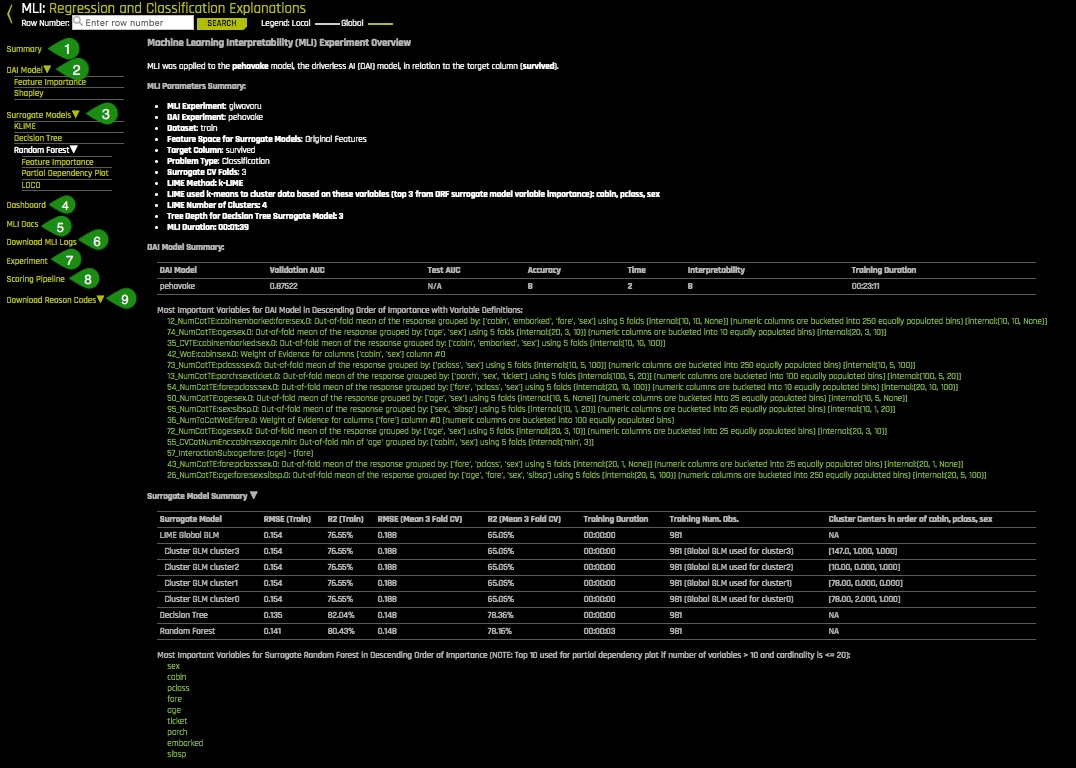 MLI: Regression and Classification Explanations
Row Number: Enter row number SEARCH Legend: Local Global
Summary 1
DAI Model▼ 2
Feature Importance
Shapley
Surrogate Models▼ 3
KLIME
Decision Tree
Random Forest▼
Feature Importance
Partial Dependency Plot
LOCO
Dashboard 4
MLI Docs 5
Download MLI Logs 6
Experiment 7
Scoring Pipeline 8
Download Reason Codes▼ 9
Machine Learning Interpretability (MLI) Experiment Overview
MLI was applied to the pehavake model, the driverless AI (DAI) model, in relation to the target column (survived).
MLI Parameters Summary:
• MLI Experiment: giwavaru
• DAI Experiment: pehavake
• Dataset: train
• Feature Space for Surrogate Models: Original Features
• Target Column: survived
• Problem Type: Classification
• Surrogate CV Folds: 3
• LIME Method: k-LIME
• LIME used k-means to cluster data based on these variables (top 3 from DRF surrogate model variable importance): cabin, pclass, sex
• LIME Number of Clusters: 4
• Tree Depth for Decision Tree Surrogate Model: 3
• MLI Duration: 00:01:39
DAI Model Summary:
DAI Model Validation AUC Test AUC Accuracy Time Interpretability Training Duration
pehavake 0.87522 N/A 8 2 8 00:23:11
Most Important Variables for DAI Model in Descending Order of Importance with Variable Definitions:
12_NumCatTE:cabin:embarked:fare:sex.0: Out-of-fold mean of the response grouped by: ['cabin', 'embarked', 'fare', 'sex'] using 5 folds [internal:(10, 10, None)] (numeric columns are bucketed into 250 equally populated bins) [internal:(10, 10, None)]
74_NumCatTE:age:sex.0: Out-of-fold mean of the response grouped by: ['age', 'sex'] using 5 folds [internal:(20, 3, 10)] (numeric columns are bucketed into 10 equally populated bins) [internal:(20, 3, 10)]
35_CVTE:cabin:embarked:sex.0: Out-of-fold mean of the response grouped by: ['cabin', 'embarked', 'sex'] using 5 folds [internal:(10, 10, 100)]
42_WoE:cabin:sex.0: Weight of Evidence for columns ['cabin', 'sex'] column #0
73_NumCatTE:pclass:sex.0: Out-of-fold mean of the response grouped by: ['pclass', 'sex'] using 5 folds [internal:(10, 5, 100)] (numeric columns are bucketed into 250 equally populated bins) [internal:(10, 5, 100)]
13_NumCatTE:parch:sex:ticket.0: Out-of-fold mean of the response grouped by: ['parch', 'sex', 'ticket'] using 5 folds [internal:(100, 5, 20)] (numeric columns are bucketed into 100 equally populated bins) [internal:(100, 5, 20)]
54_NumCatTE:fare:pclass:sex.0: Out-of-fold mean of the response grouped by: ['fare', 'pclass', 'sex'] using 5 folds [internal:(20, 10, 100)] (numeric columns are bucketed into 10 equally populated bins) [internal:(20, 10, 100)]
50_NumCatTE:age:sex.0: Out-of-fold mean of the response grouped by: ['age', 'sex'] using 5 folds [internal:(10, 5, None)] (numeric columns are bucketed into 25 equally populated bins) [internal:(10, 5, None)]
95_NumCatTE:sex:sibsp.0: Out-of-fold mean of the response grouped by: ['sex', 'sibsp'] using 5 folds [internal:(10, 1, 20)] (numeric columns are bucketed into 25 equally populated bins) [internal:(10, 1, 20)]
36_NumToCatWoE:fare.0: Weight of Evidence for columns ['fare'] column #0 (numeric columns are bucketed into 100 equally populated bins)
72_NumCatTE:age:sex.0: Out-of-fold mean of the response grouped by: ['age', 'sex'] using 5 folds [internal:(20, 3, 10)] (numeric columns are bucketed into 25 equally populated bins) [internal:(20, 3, 10)]
55_CVCatNumEnc:cabin:sex:age.min: Out-of-fold min of 'age' grouped by: ['cabin', 'sex'] using 5 folds [internal:('min', 3)]
57_InteractionSub:age:fare: [age] - [fare]
43_NumCatTE:fare:pclass:sex.0: Out-of-fold mean of the response grouped by: ['fare', 'pclass', 'sex'] using 5 folds [internal:(20, 1, None)] (numeric columns are bucketed into 25 equally populated bins) [internal:(20, 1, None)]
26_NumCatTE:age:fare:sex:sibsp.0: Out-of-fold mean of the response grouped by: ['age', 'fare', 'sex', 'sibsp'] using 5 folds [internal:(20, 5, 100)] (numeric columns are bucketed into 25 equally populated bins) [internal:(20, 5, 100)]
Surrogate Model Summary ▼
Surrogate Model RMSE (Train) R2 (Train) RMSE (Mean 3 Fold CV) R2 (Mean 3 Fold CV) Training Duration Training Num. Obs. Cluster Centers in order of cabin, pclass, sex
LIME Global GLM 0.154 76.55% 0.188 65.05% 00:00:00 981 NA
Cluster GLM cluster3 0.154 76.55% 0.188 65.05% 00:00:00 981 (Global GLM used for cluster3) [147.0, 1.000, 1.000]
Cluster GLM cluster2 0.154 76.55% 0.188 65.05% 00:00:00 981 (Global GLM used for cluster2) [10.00, 0.000, 1.000]
Cluster GLM cluster1 0.154 76.55% 0.188 65.05% 00:00:00 981 (Global GLM used for cluster1) [78.00, 0.000, 0.000]
Cluster GLM cluster0 0.154 76.55% 0.188 65.05% 00:00:00 981 (Global GLM used for cluster0) [78.00, 2.000, 1.000]
Decision Tree 0.135 82.04% 0.148 78.36% 00:00:00 981 NA
Random Forest 0.141 80.43% 0.148 78.16% 00:00:03 981 NA
Most Important Variables for Surrogate Random Forest in Descending Order of Importance (NOTE: Top 10 used for partial dependency plot if number of variables > 10 and cardinality is <= 20):
sex
cabin
pclass
fare
age
ticket
parch
embarked
sibsp